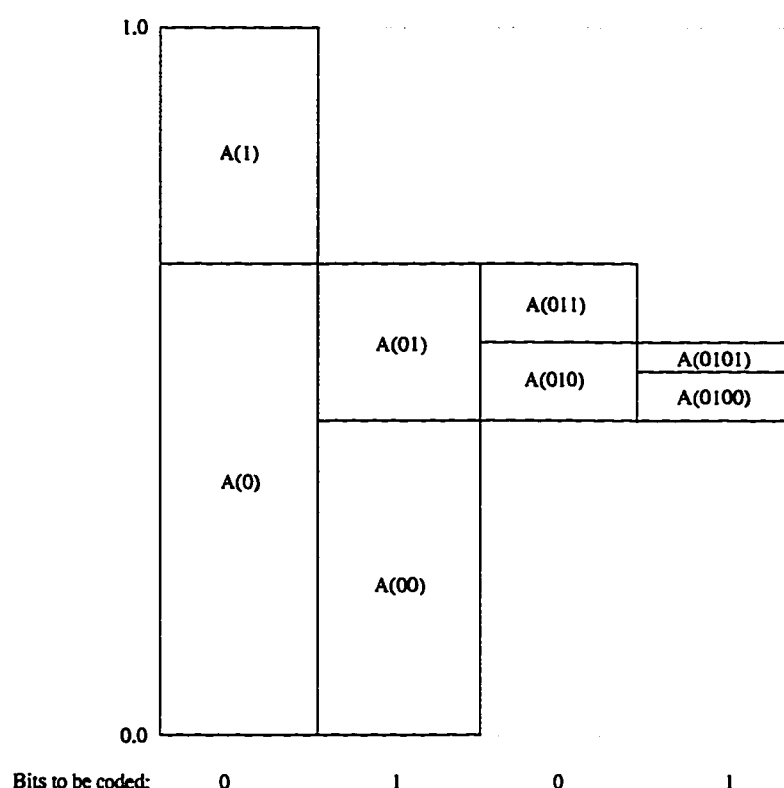 1.0
A(1)
A(011)
A(01)
A(0101)
A(010)
A(0100)
A(0)
A(00)
0.0
Bits to be coded: 0 1 0 1